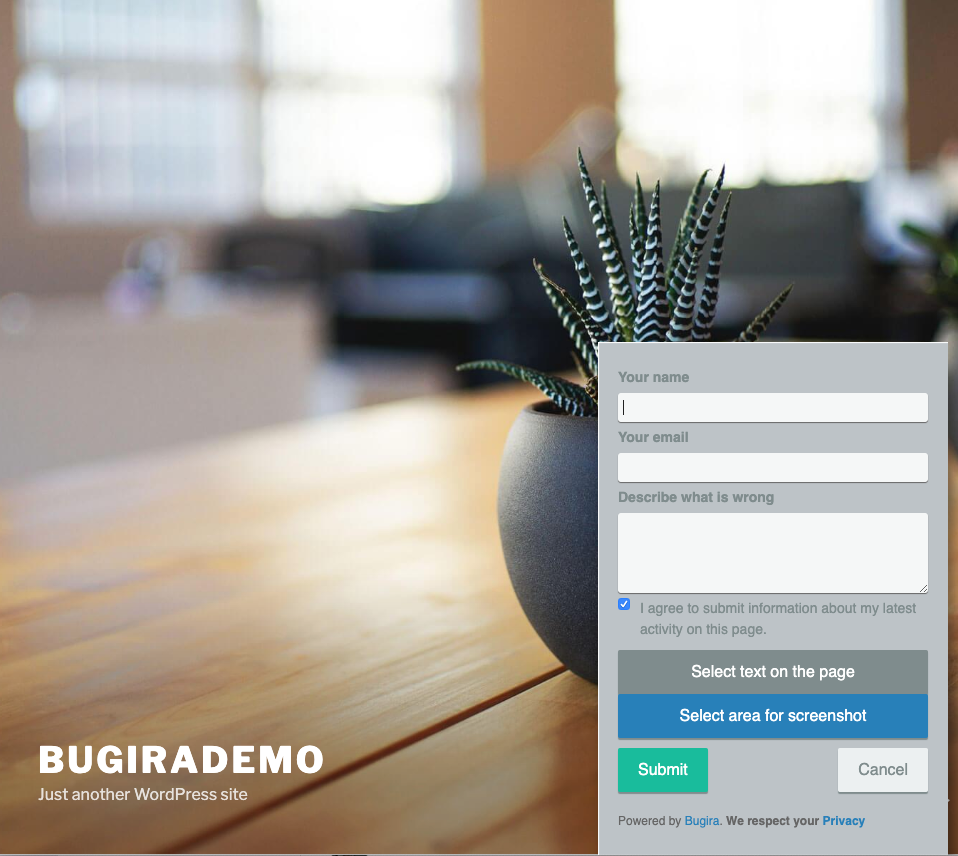 Your name
Your email
Describe what is wrong
I agree to submit information about my latest
activity on this page.
Select text on the page
Select area for screenshot
Submit
Cancel
Powered by Bugira. We respect your Privacy
BUGIRADEMO
Just another WordPress site